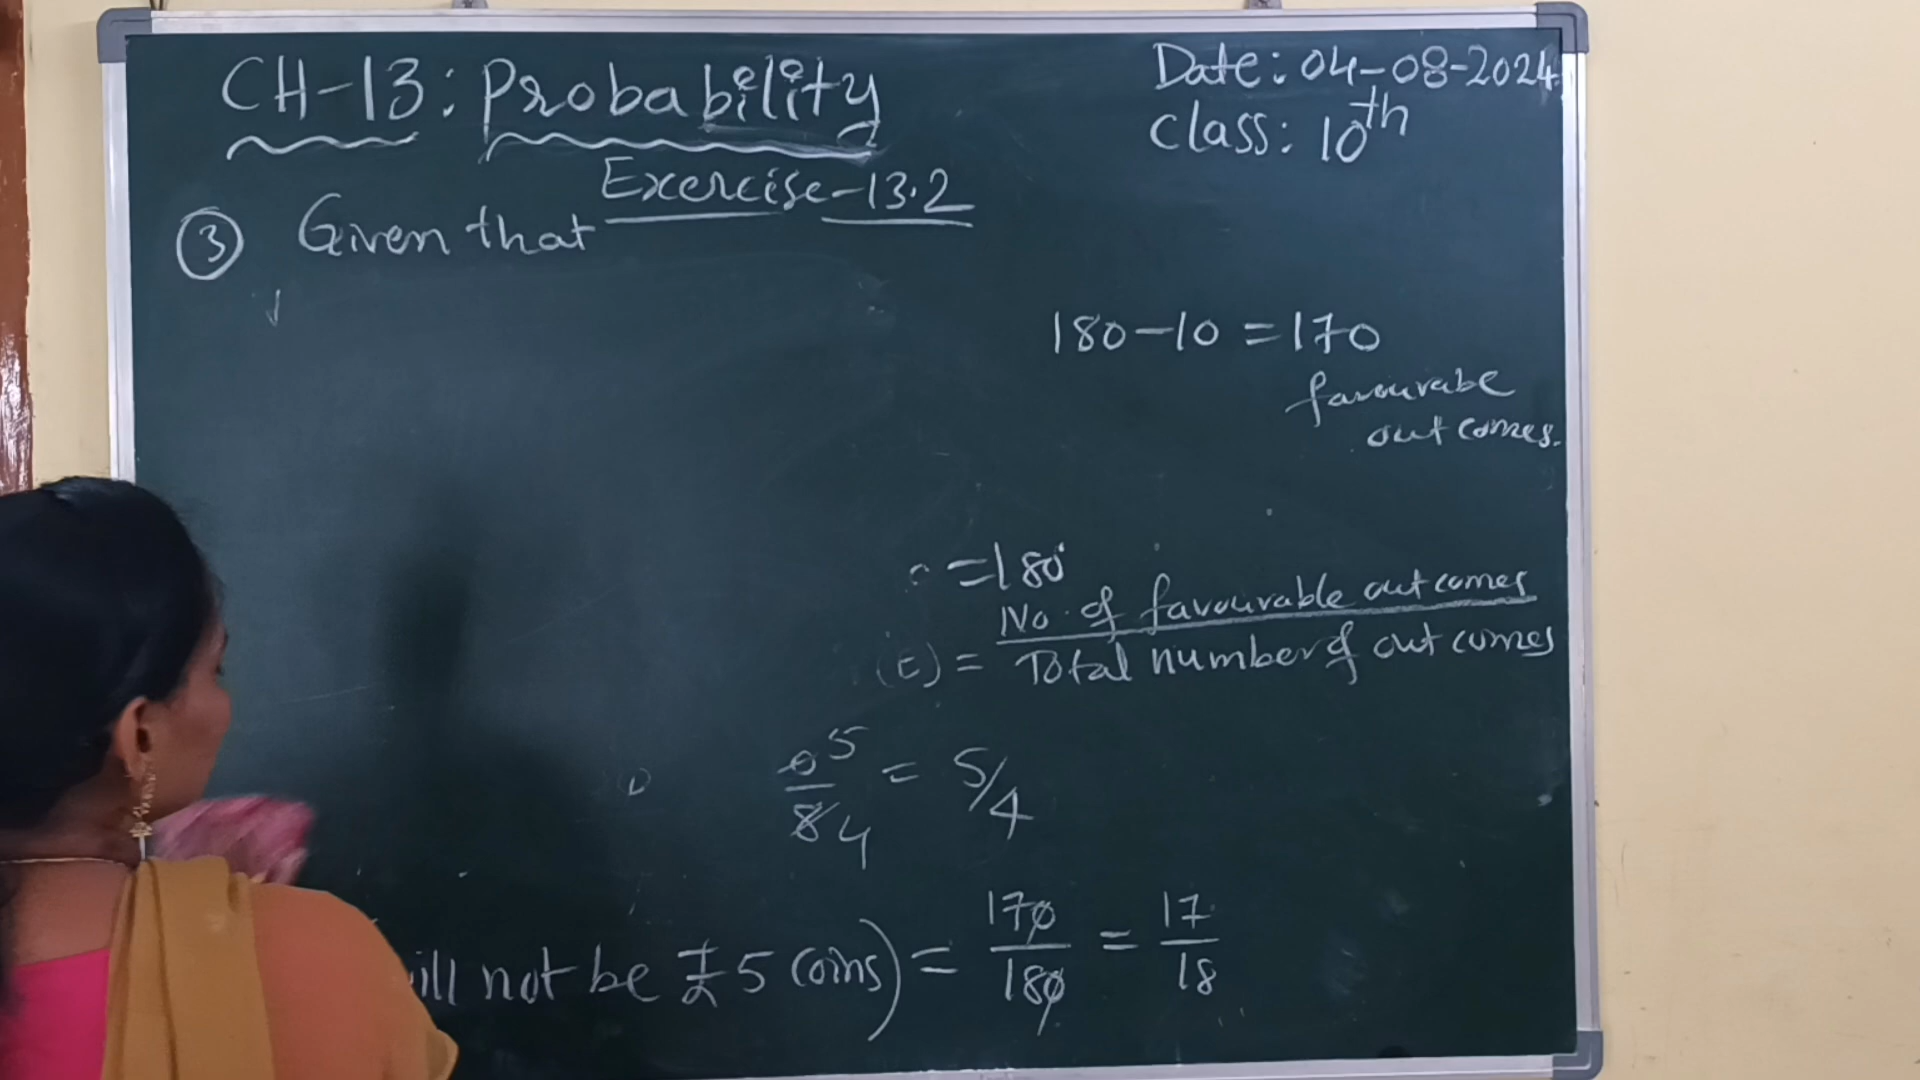 CH-13: Probability
Date: 04-08-2024
Class: 10th
Exercise-13.2
③ Given that
180-10 = 170
favourabe
out comes.
=180
(E) = No. of favourable out comes / Total number of out comes
5/84 = 5/4
ill not be ₹5 coins) = 170/180 = 17/18